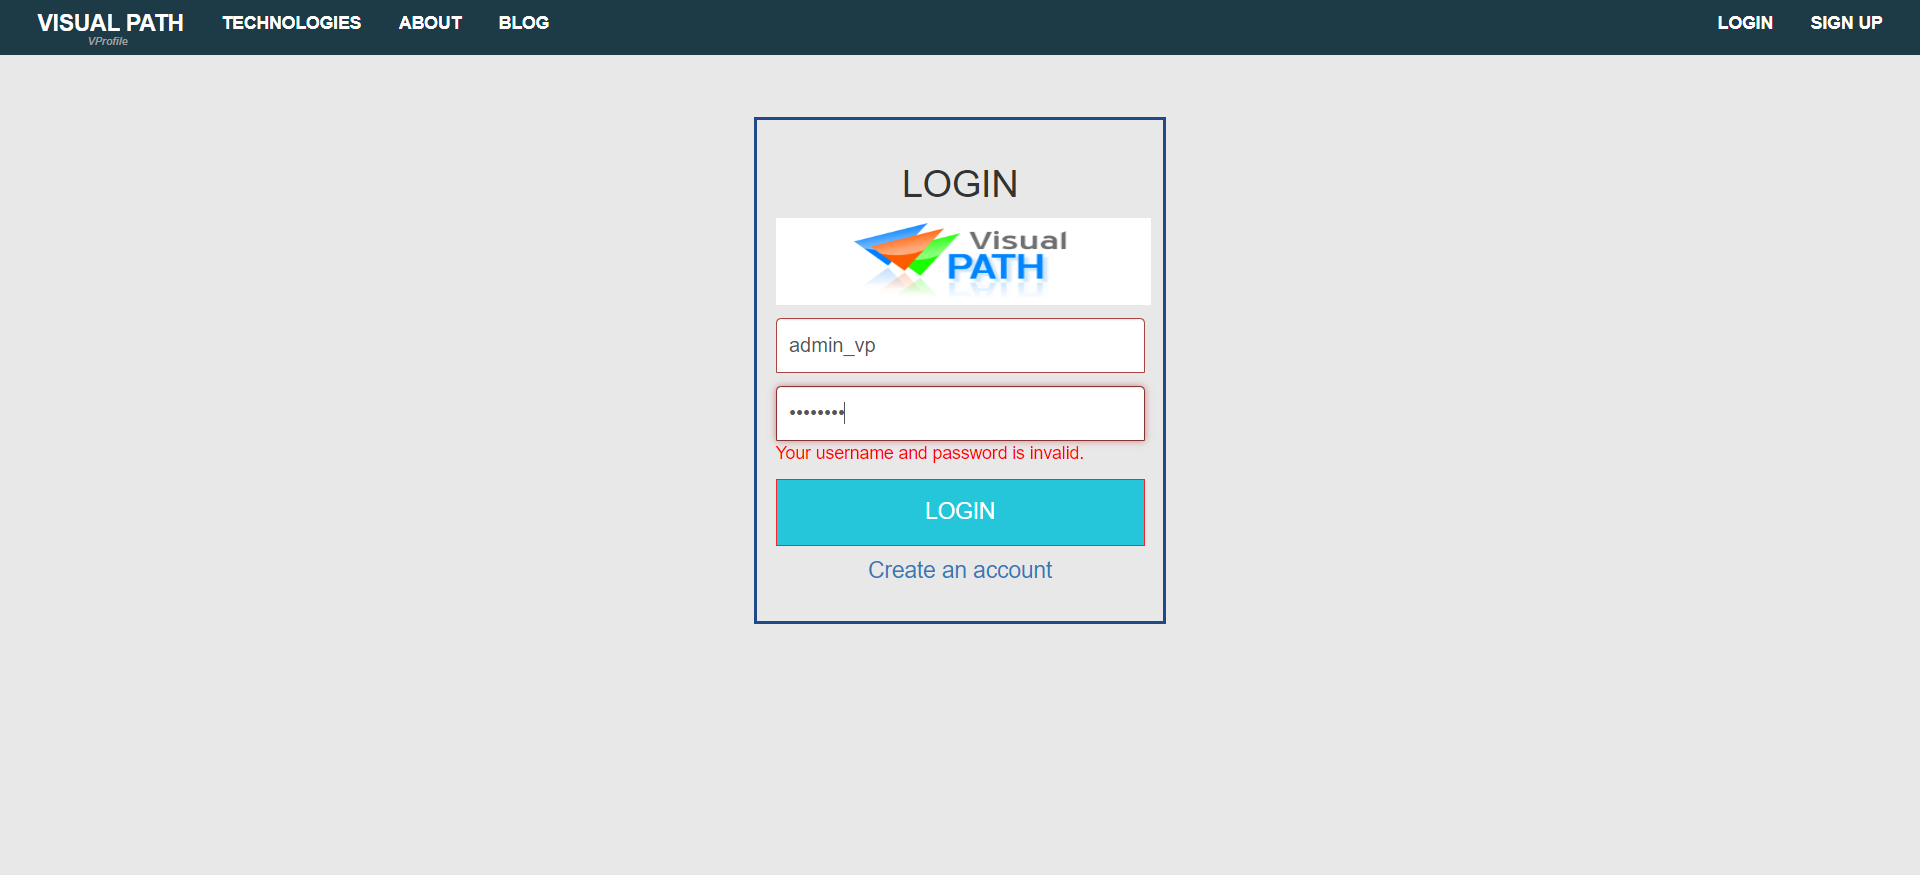 VISUAL PATH TECHNOLOGIES ABOUT BLOG LOGIN SIGN UP
VProfile
LOGIN
Visual
PATH
admin_vp
••••••••
Your username and password is invalid.
LOGIN
Create an account